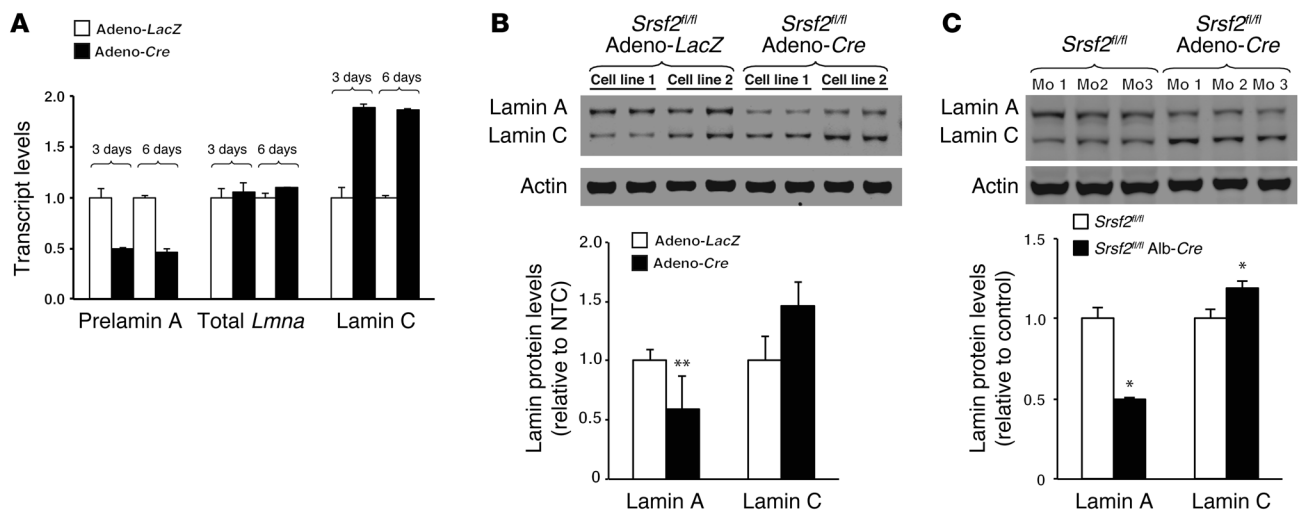 A
Adeno-LacZ
Adeno-Cre
3 days 6 days
3 days 6 days
3 days 6 days
2.0
1.5
1.0
0.5
0.0
Transcript levels
Prelamin A Total Lmna Lamin C
B
Srsf2fl/fl Srsf2fl/fl
Adeno-LacZ Adeno-Cre
Cell line 1 Cell line 2 Cell line 1 Cell line 2
Lamin A
Lamin C
Actin
Adeno-LacZ
Adeno-Cre
2.0
1.5
1.0
0.5
0
**
Lamin protein levels
(relative to NTC)
Lamin A Lamin C
C
Srsf2fl/fl
Srsf2fl/fl
Adeno-Cre
Mo 1 Mo2 Mo3 Mo 1 Mo 2 Mo 3
Lamin A
Lamin C
Actin
Srsf2fl/fl
Srsf2fl/fl Alb-Cre
1.5
1.0
0.5
0
*
*
Lamin protein levels
(relative to control)
Lamin A Lamin C